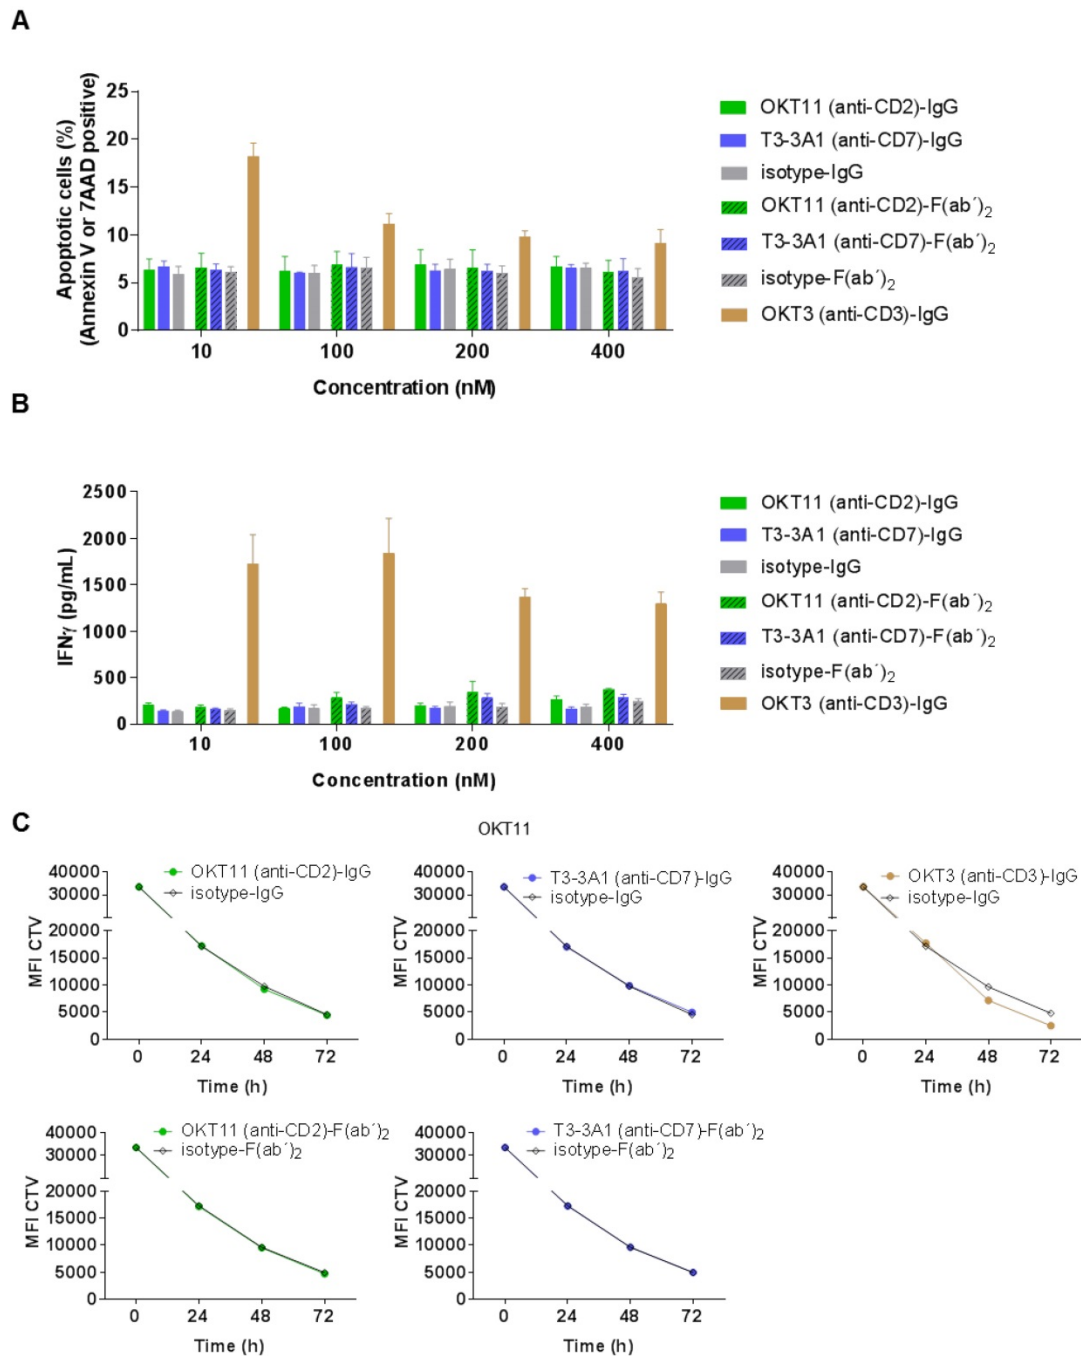 A
Apoptotic cells (%)
(Annexin V or 7AAD positive)
25
20
15
10
5
0
10 100 200 400
Concentration (nM)
OKT11 (anti-CD2)-IgG
T3-3A1 (anti-CD7)-IgG
isotype-IgG
OKT11 (anti-CD2)-F(ab´)2
T3-3A1 (anti-CD7)-F(ab´)2
isotype-F(ab´)2
OKT3 (anti-CD3)-IgG
B
IFNγ (pg/mL)
2500
2000
1500
1000
500
0
10 100 200 400
Concentration (nM)
OKT11 (anti-CD2)-IgG
T3-3A1 (anti-CD7)-IgG
isotype-IgG
OKT11 (anti-CD2)-F(ab´)2
T3-3A1 (anti-CD7)-F(ab´)2
isotype-F(ab´)2
OKT3 (anti-CD3)-IgG
C
OKT11
MFI CTV
40000
30000
20000
15000
10000
5000
0
0 24 48 72
Time (h)
OKT11 (anti-CD2)-IgG
isotype-IgG
MFI CTV
40000
30000
20000
15000
10000
5000
0
0 24 48 72
Time (h)
T3-3A1 (anti-CD7)-IgG
isotype-IgG
MFI CTV
40000
30000
20000
15000
10000
5000
0
0 24 48 72
Time (h)
OKT3 (anti-CD3)-IgG
isotype-IgG
MFI CTV
40000
30000
20000
15000
10000
5000
0
0 24 48 72
Time (h)
OKT11 (anti-CD2)-F(ab´)2
isotype-F(ab´)2
MFI CTV
40000
30000
20000
15000
10000
5000
0
0 24 48 72
Time (h)
T3-3A1 (anti-CD7)-F(ab´)2
isotype-F(ab´)2